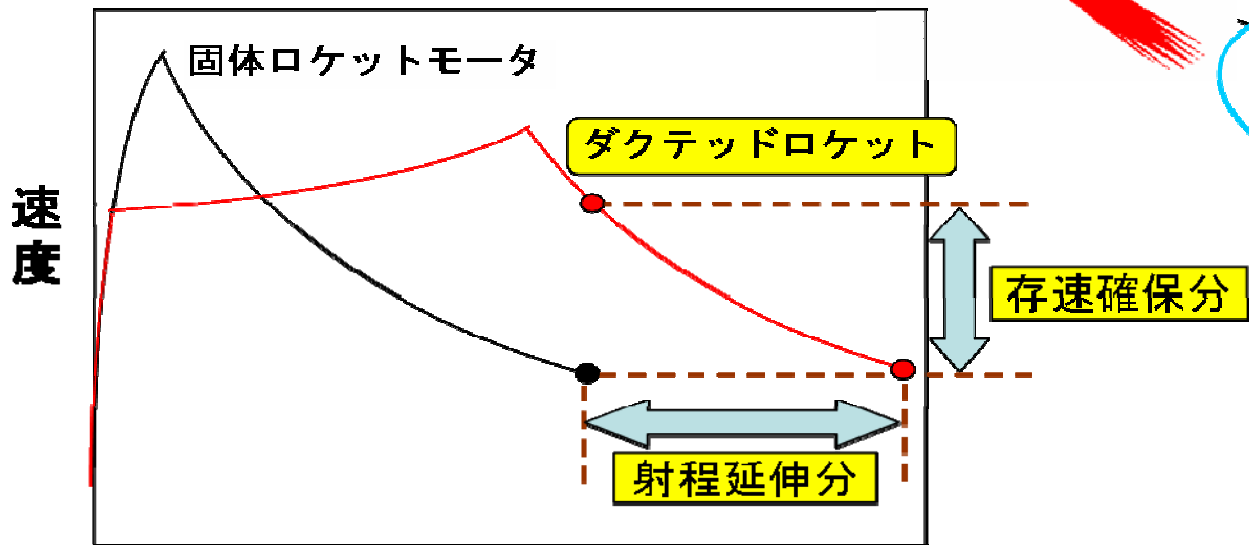 固体ロケットモータ
ダクテッドロケット
速度
存速確保分
射程延伸分